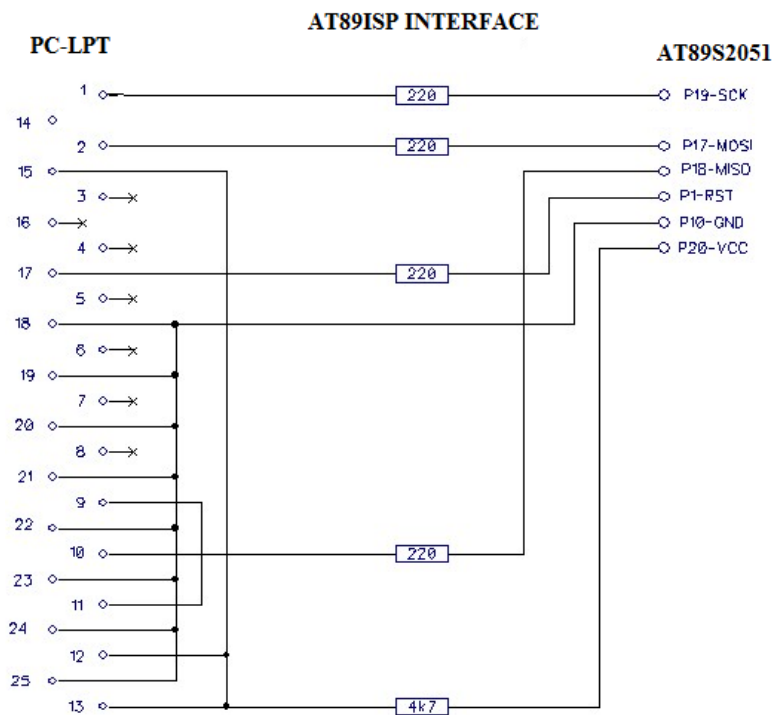 AT89ISP INTERFACE
PC-LPT
AT89S2051
1
220
P19-SCK
14
2
220
P17-MOSI
15
P18-MISO
3
P1-RST
16
P10-GND
4
P20-VCC
17
220
5
18
6
19
7
20
8
21
9
22
10
220
23
11
24
12
25
13
4k7